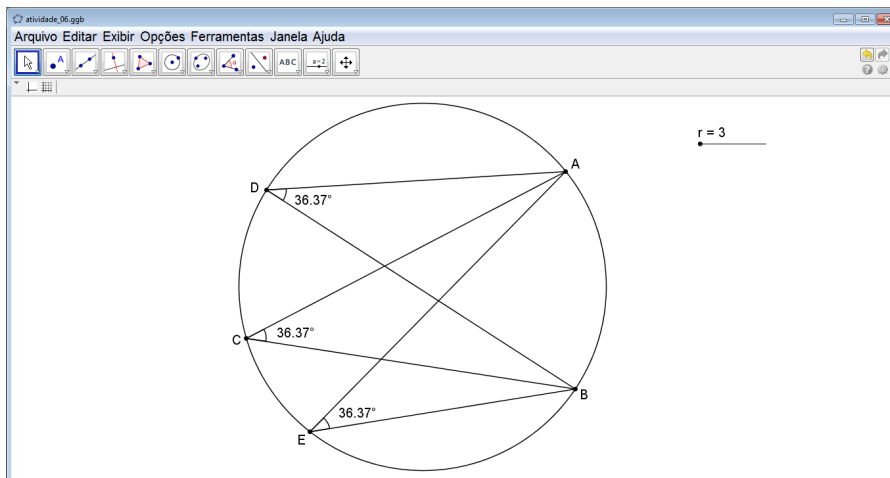 atividade_06.ggb
Arquivo Editar Exibir Opções Ferramentas Janela Ajuda
A
α
ABC
a=2
r = 3
A
D
36.37°
C
36.37°
B
36.37°
E